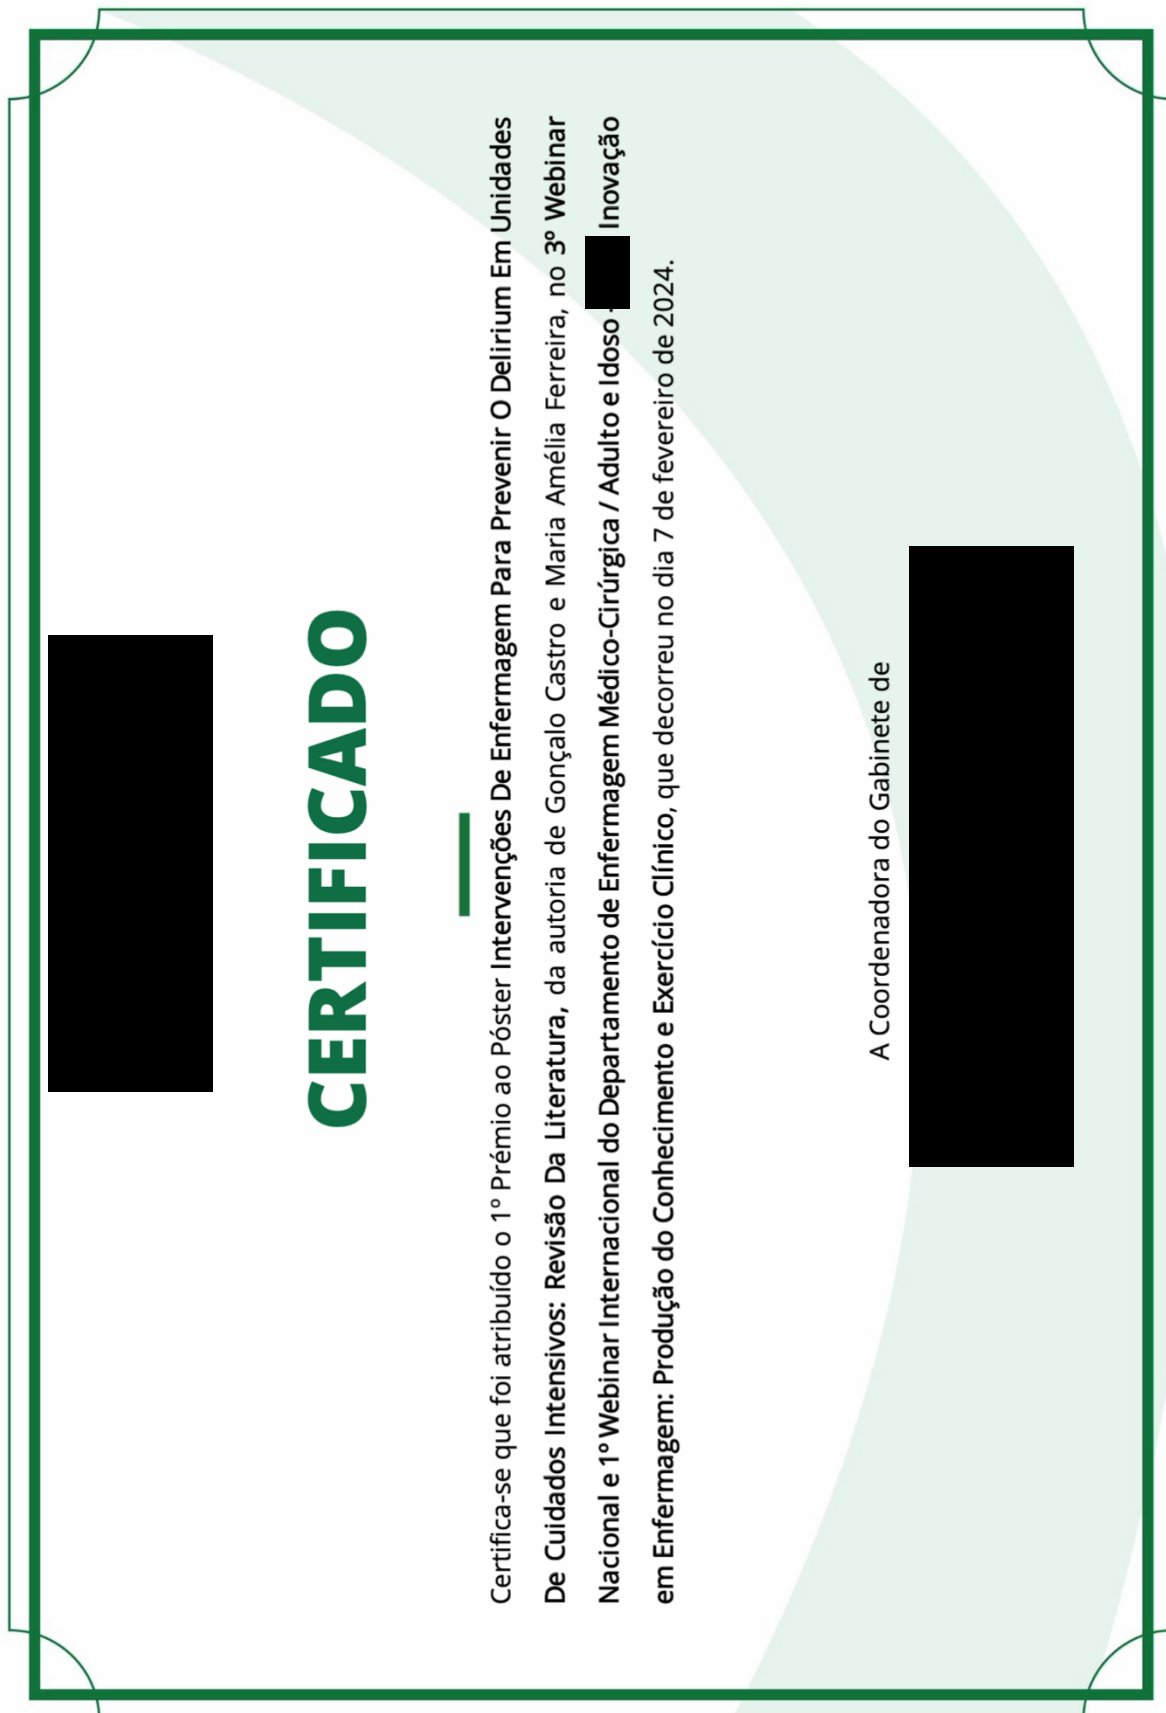 CERTIFICADO
Certifica-se que foi atribuído o 1º Prémio ao Póster Intervenções De Enfermagem Para Prevenir O Delirium Em Unidades
De Cuidados Intensivos: Revisão Da Literatura, da autoria de Gonçalo Castro e Maria Amélia Ferreira, no 3º Webinar
Nacional e 1º Webinar Internacional do Departamento de Enfermagem Médico-Cirúrgica / Adulto e Idoso - Inovação
em Enfermagem: Produção do Conhecimento e Exercício Clínico, que decorreu no dia 7 de fevereiro de 2024.
A Coordenadora do Gabinete de